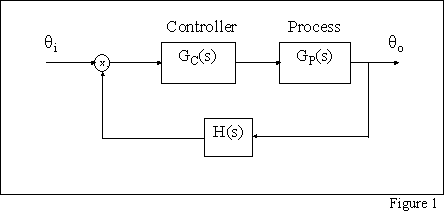 Controller Process
θi GC(s) GP(s) θo
x
H(s)
Figure 1